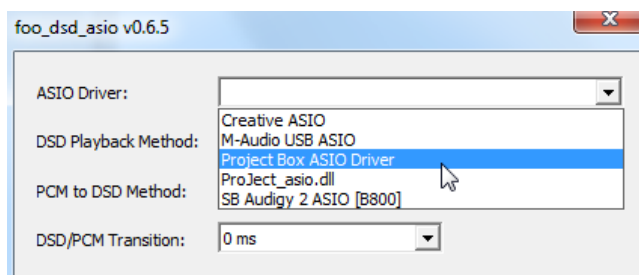 foo_dsd_asio v0.6.5
ASIO Driver:
Creative ASIO
DSD Playback Method:
M-Audio USB ASIO
Project Box ASIO Driver
PCM to DSD Method:
ProJect_asio.dll
SB Audigy 2 ASIO [B800]
DSD/PCM Transition:
0 ms